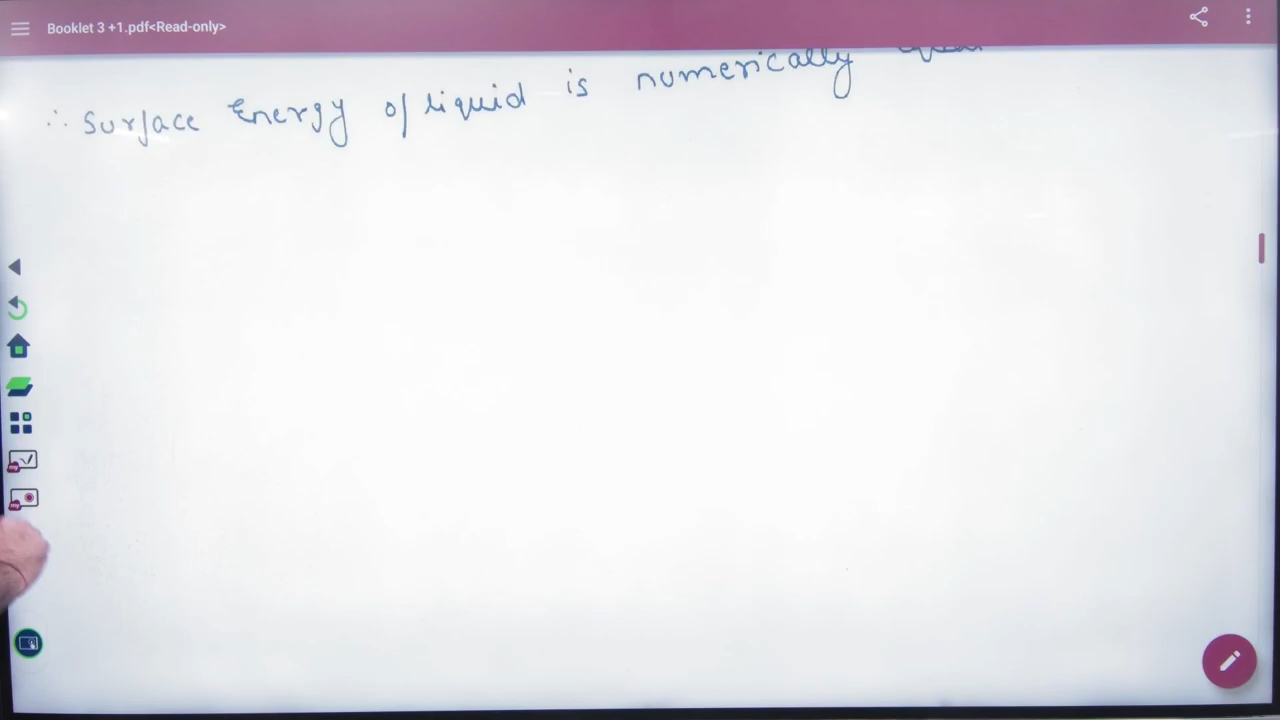 Booklet 3 +1.pdf<Read-only>
∴ Surface Energy of liquid is numerically